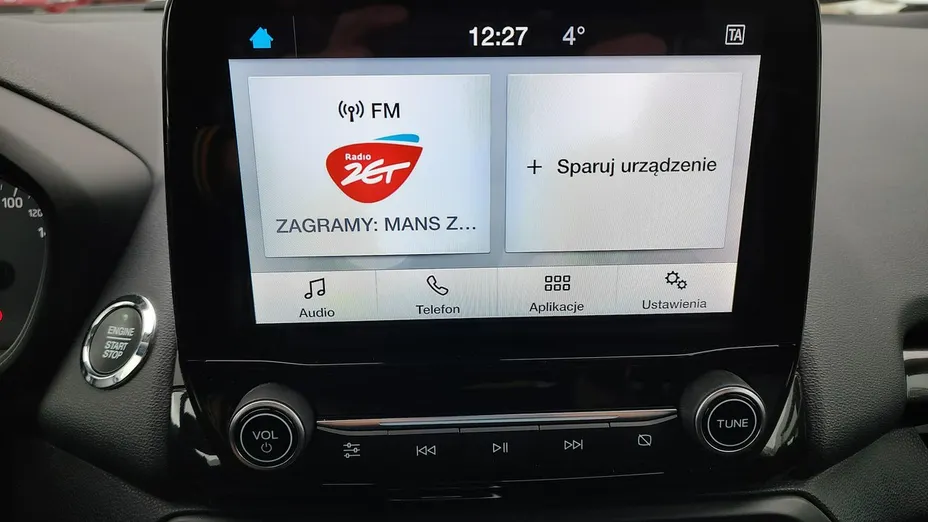 12:27 4° TA
FM
Radio
ZET
ZAGRAMY: MANS Z...
+ Sparuj urządzenie
Audio
Telefon
Aplikacje
Ustawienia
100
120
ENGINE
START
STOP
VOL
TUNE